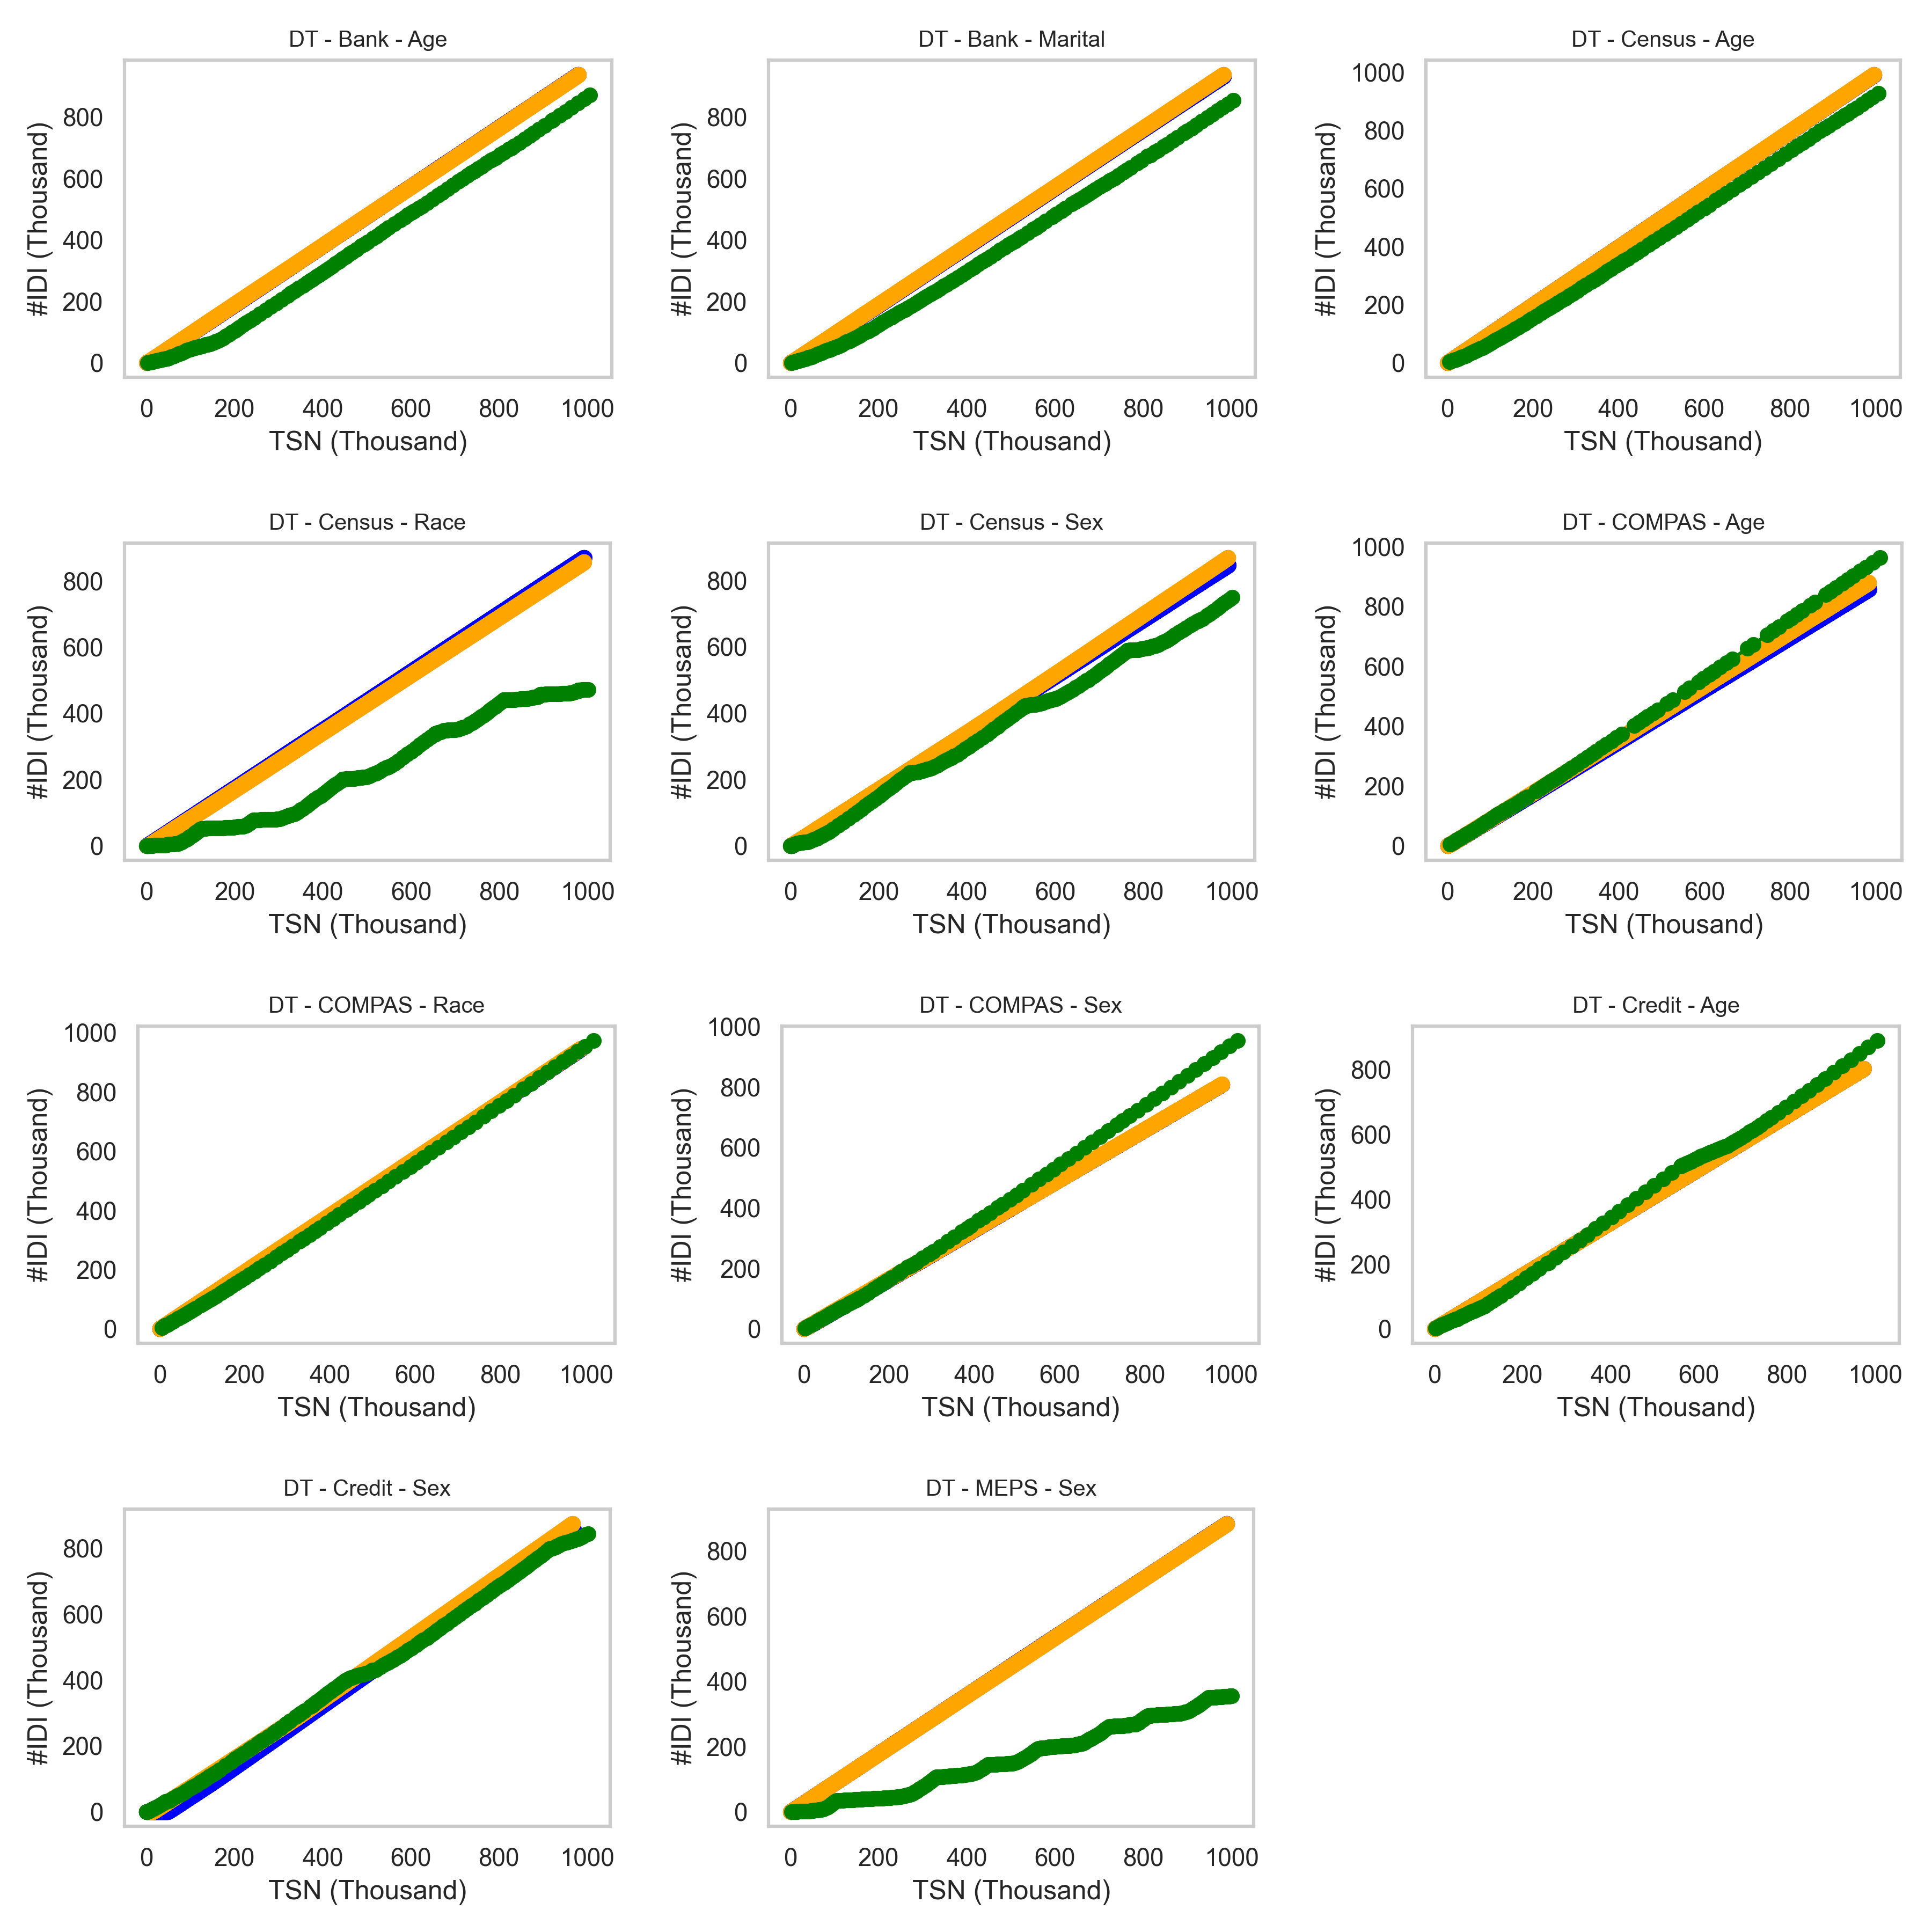 DT - Bank - Age
#IDI (Thousand)
800
600
400
200
0
0 200 400 600 800 1000
TSN (Thousand)
DT - Bank - Marital
#IDI (Thousand)
800
600
400
200
0
0 200 400 600 800 1000
TSN (Thousand)
DT - Census - Age
#IDI (Thousand)
1000
800
600
400
200
0
0 200 400 600 800 1000
TSN (Thousand)
DT - Census - Race
#IDI (Thousand)
800
600
400
200
0
0 200 400 600 800 1000
TSN (Thousand)
DT - Census - Sex
#IDI (Thousand)
800
600
400
200
0
0 200 400 600 800 1000
TSN (Thousand)
DT - COMPAS - Age
#IDI (Thousand)
1000
800
600
400
200
0
0 200 400 600 800 1000
TSN (Thousand)
DT - COMPAS - Race
#IDI (Thousand)
1000
800
600
400
200
0
0 200 400 600 800 1000
TSN (Thousand)
DT - COMPAS - Sex
#IDI (Thousand)
1000
800
600
400
200
0
0 200 400 600 800 1000
TSN (Thousand)
DT - Credit - Age
#IDI (Thousand)
800
600
400
200
0
0 200 400 600 800 1000
TSN (Thousand)
DT - Credit - Sex
#IDI (Thousand)
800
600
400
200
0
0 200 400 600 800 1000
TSN (Thousand)
DT - MEPS - Sex
#IDI (Thousand)
800
600
400
200
0
0 200 400 600 800 1000
TSN (Thousand)